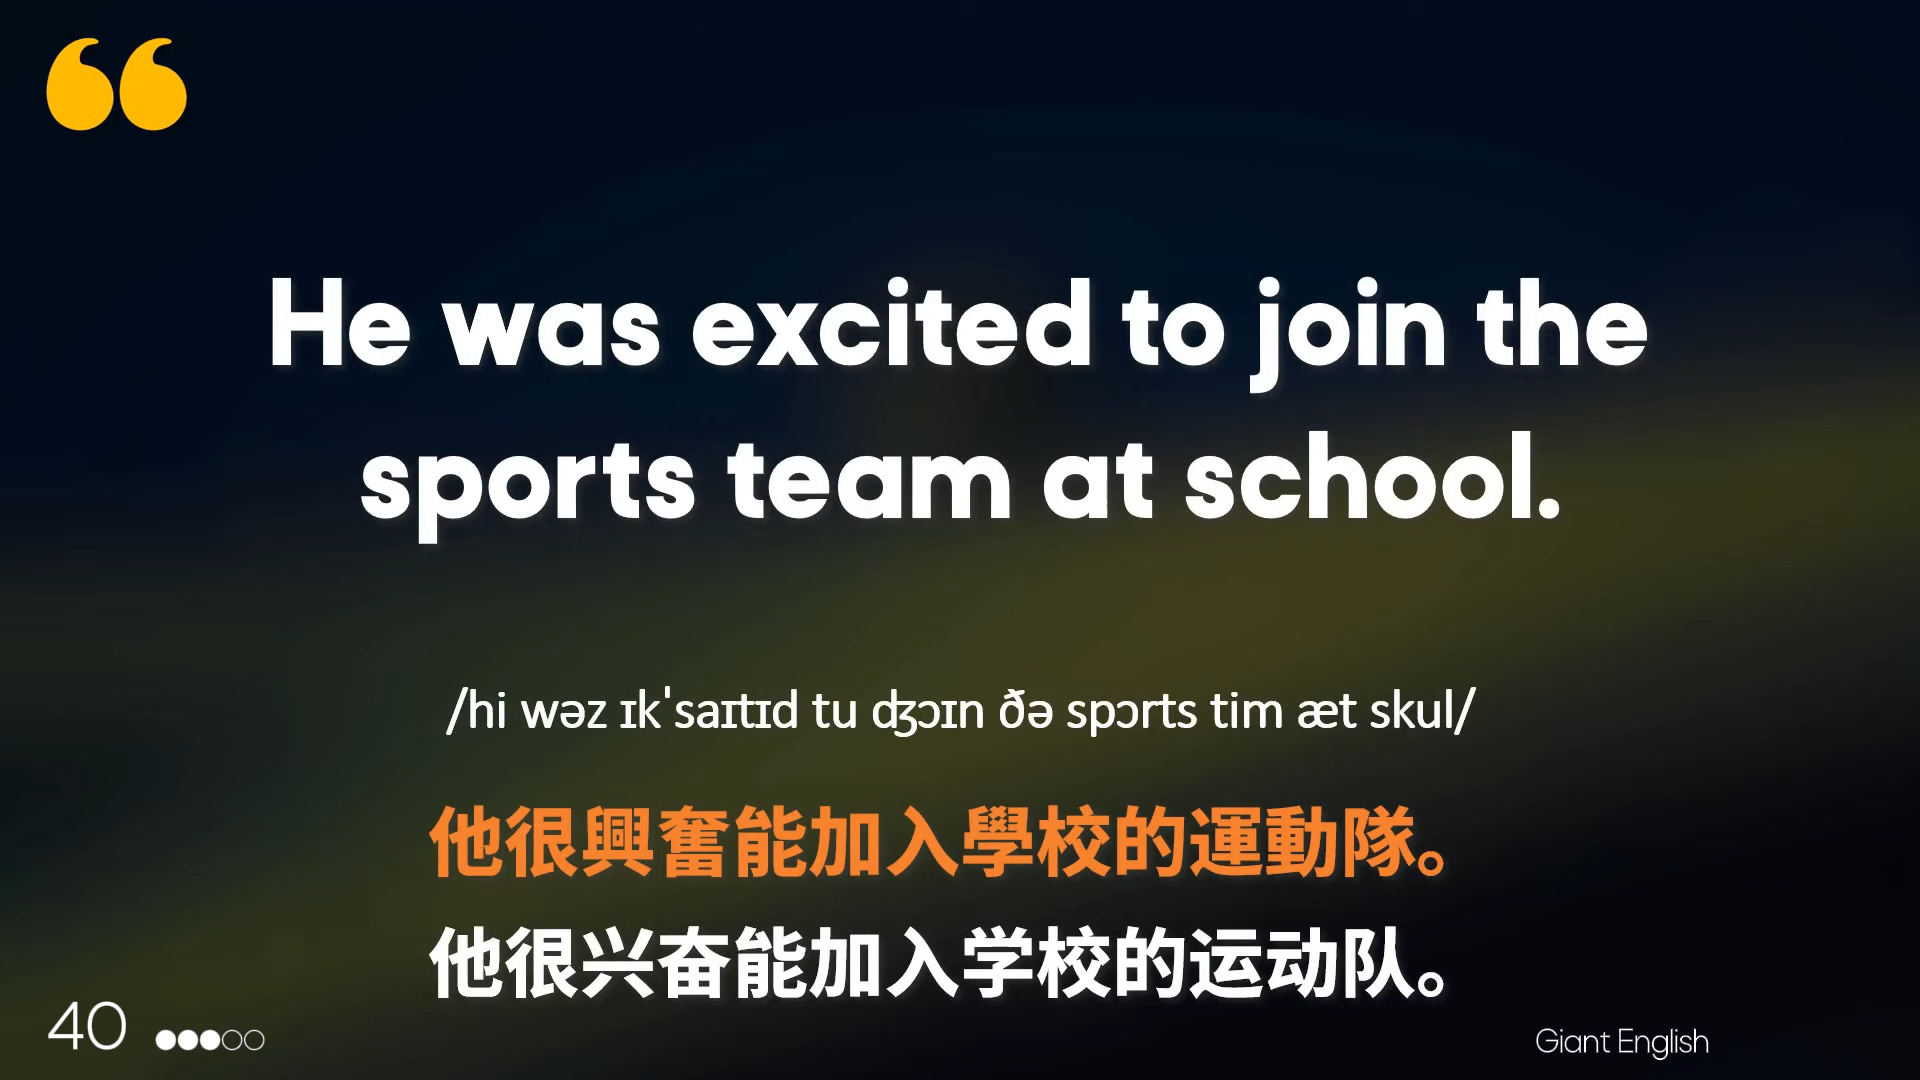 He was excited to join the
sports team at school.
/hi wəz ɪkˈsaɪtɪd tu ʤɔɪn ðə spɔrts tim æt skul/
他很興奮能加入學校的運動隊。
他很兴奋能加入学校的运动队。
40
Giant English